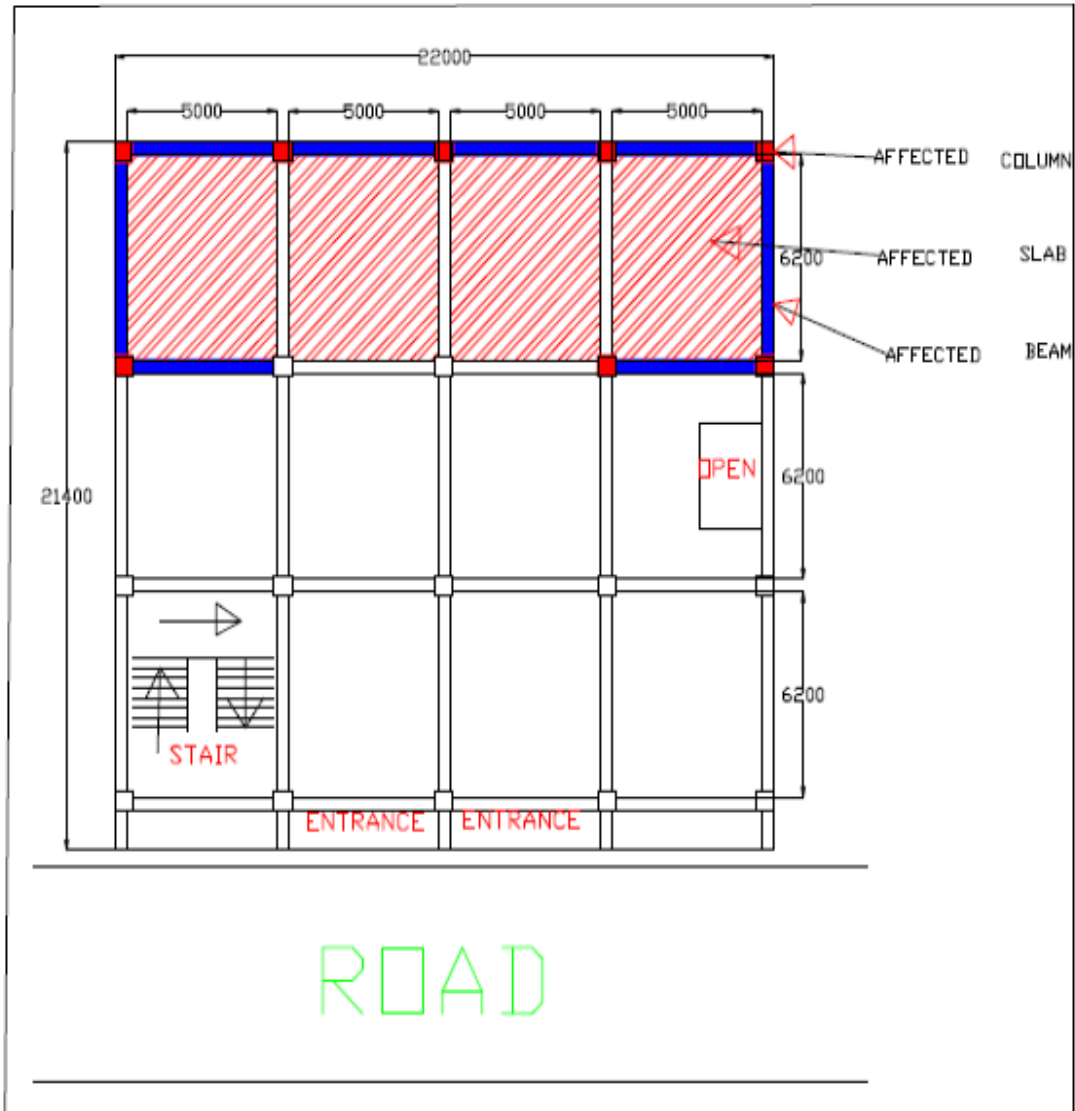 22000
5000 5000 5000 5000
AFFECTED COLUMN
6200
AFFECTED SLAB
AFFECTED BEAM
OPEN
6200
21400
6200
STAIR
ENTRANCE ENTRANCE
ROAD